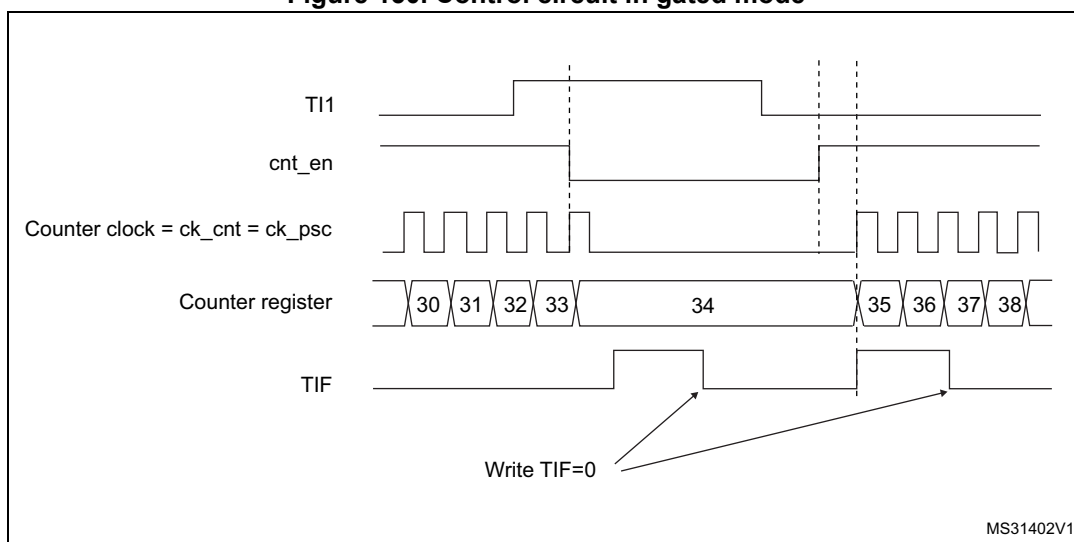 Figure Control circuit in gated mode
TI1
cnt_en
Counter clock = ck_cnt = ck_psc
Counter register
30 31 32 33 34 35 36 37 38
TIF
Write TIF=0
MS31402V1